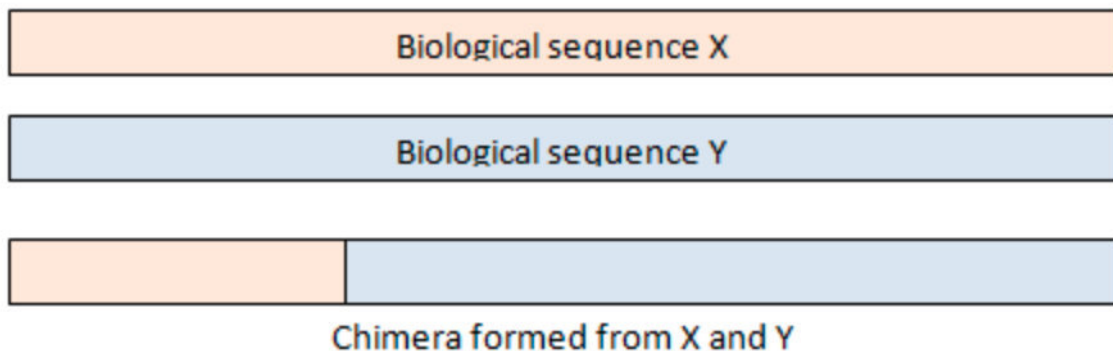 Biological sequence X
Biological sequence Y
Chimera formed from X and Y